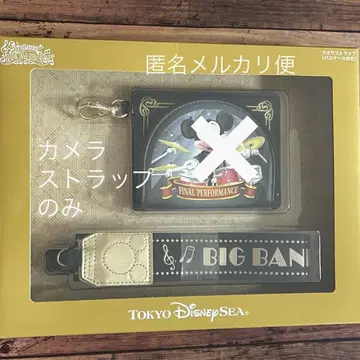 カメラストラップ
(パスケース付き)
匿名メルカリ便
カメラ
ストラップ
のみ
FINAL PERFORMANCE
BIG BAN
TOKYO DISNEYSEA®